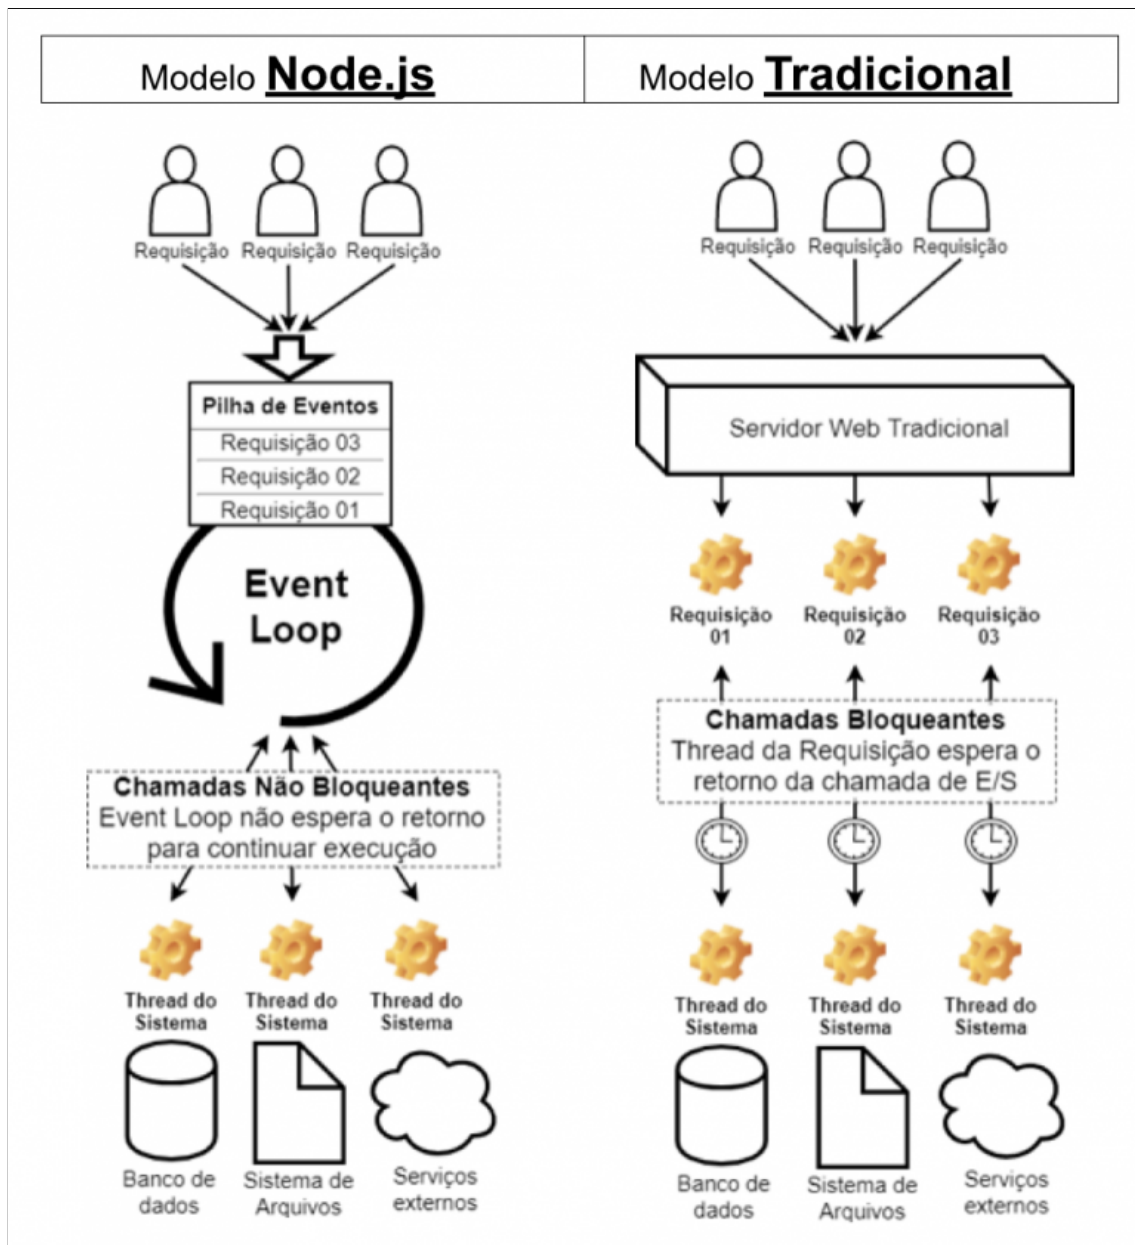 Modelo Node.js
Requisição
Requisição
Requisição
Pilha de Eventos
Requisição 03
Requisição 02
Requisição 01
Event
Loop
Chamadas Não Bloqueantes
Event Loop não espera o retorno
para continuar execução
Thread do
Sistema
Thread do
Sistema
Thread do
Sistema
Banco de
dados
Sistema de
Arquivos
Serviços
externos
Modelo Tradicional
Requisição
Requisição
Requisição
Servidor Web Tradicional
Requisição
01
Requisição
02
Requisição
03
Chamadas Bloqueantes
Thread da Requisição espera o
retorno da chamada de E/S
Thread do
Sistema
Thread do
Sistema
Thread do
Sistema
Banco de
dados
Sistema de
Arquivos
Serviços
externos